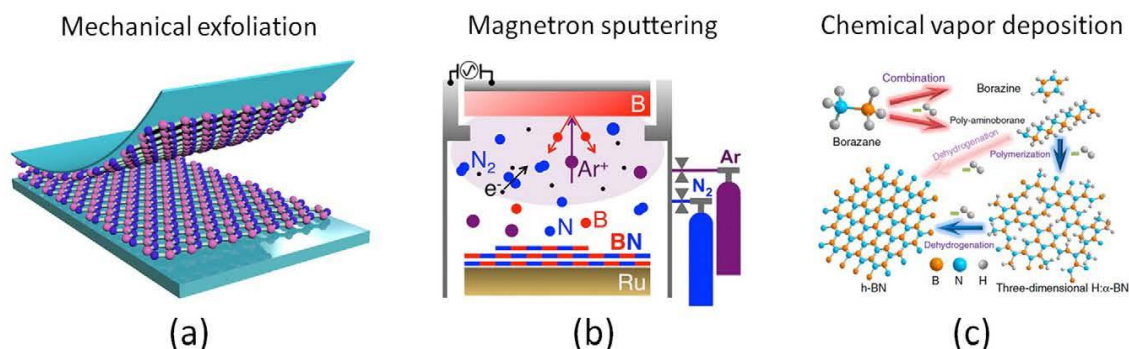 Mechanical exfoliation
(a)
Magnetron sputtering
B
N₂
e⁻
Ar⁺
N
B
BN
Ru
Ar
N₂
(b)
Chemical vapor deposition
Combination
Borazine
Poly-aminoborane
Borazane
Dehydrogenation
Polymerization
Dehydrogenation
B N H
h-BN
Three-dimensional H:α-BN
(c)